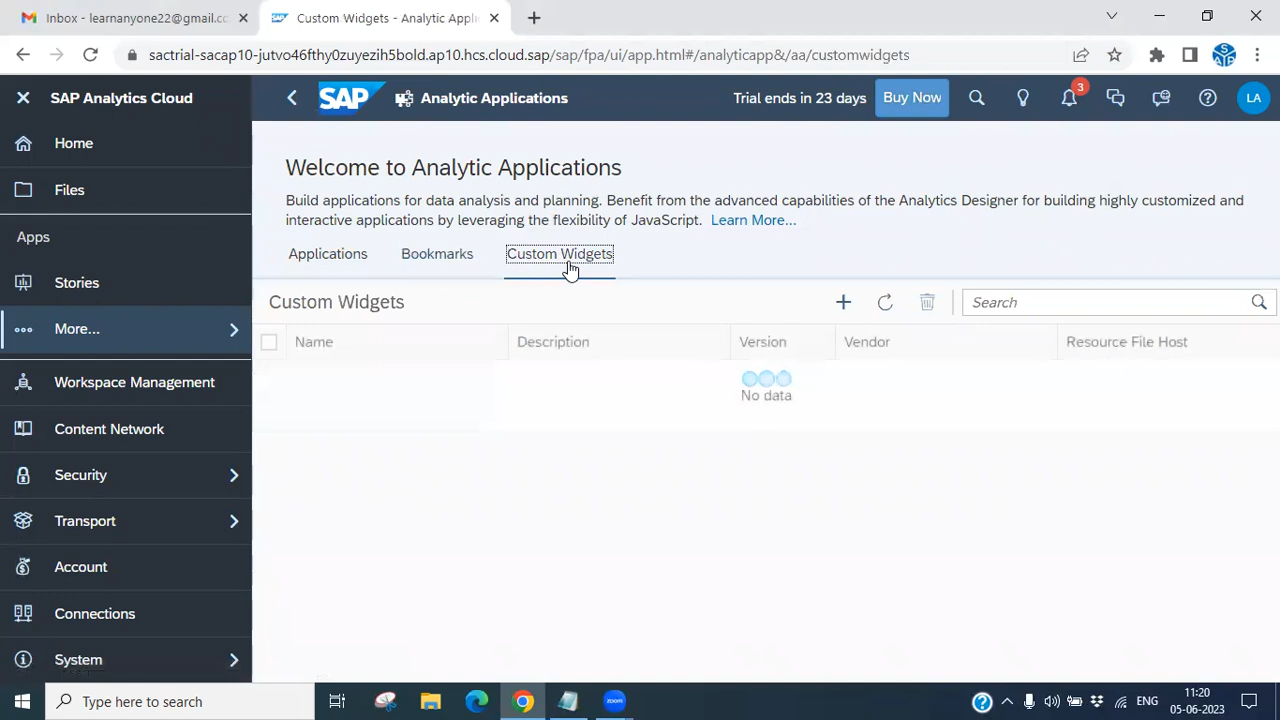 Inbox - learnanyone22@gmail.cc
Custom Widgets - Analytic Appli
sactrial-sacap10-jutvo46fthy0zuyezih5bold.ap10.hcs.cloud.sap/sap/fpa/ui/app.html#/analyticapp&/aa/customwidgets
SAP Analytics Cloud
SAP
Analytic Applications
Trial ends in 23 days
Buy Now
3
LA
Home
Files
Apps
Stories
More...
Workspace Management
Content Network
Security
Transport
Account
Connections
System
Welcome to Analytic Applications
Build applications for data analysis and planning. Benefit from the advanced capabilities of the Analytics Designer for building highly customized and
interactive applications by leveraging the flexibility of JavaScript. Learn More...
Applications
Bookmarks
Custom Widgets
Custom Widgets
Search
Name
Description
Version
Vendor
Resource File Host
No data
Type here to search
zoom
ENG
11:20
05-06-2023